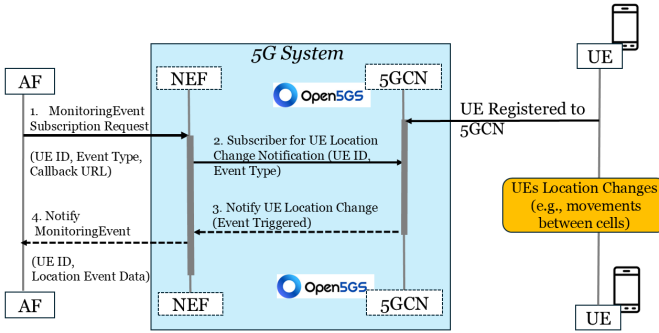 5G System
AF
NEF
5GCN
UE
Open5GS
1. MonitoringEvent
Subscription Request
(UE ID, Event Type,
Callback URL)
UE Registered to
5GCN
2. Subscriber for UE Location
Change Notification (UE ID,
Event Type)
UEs Location Changes
(e.g., movements
between cells)
3. Notify UE Location Change
(Event Triggered)
4. Notify
MonitoringEvent
(UE ID,
Location Event Data)
Open5GS
AF
NEF
5GCN
UE